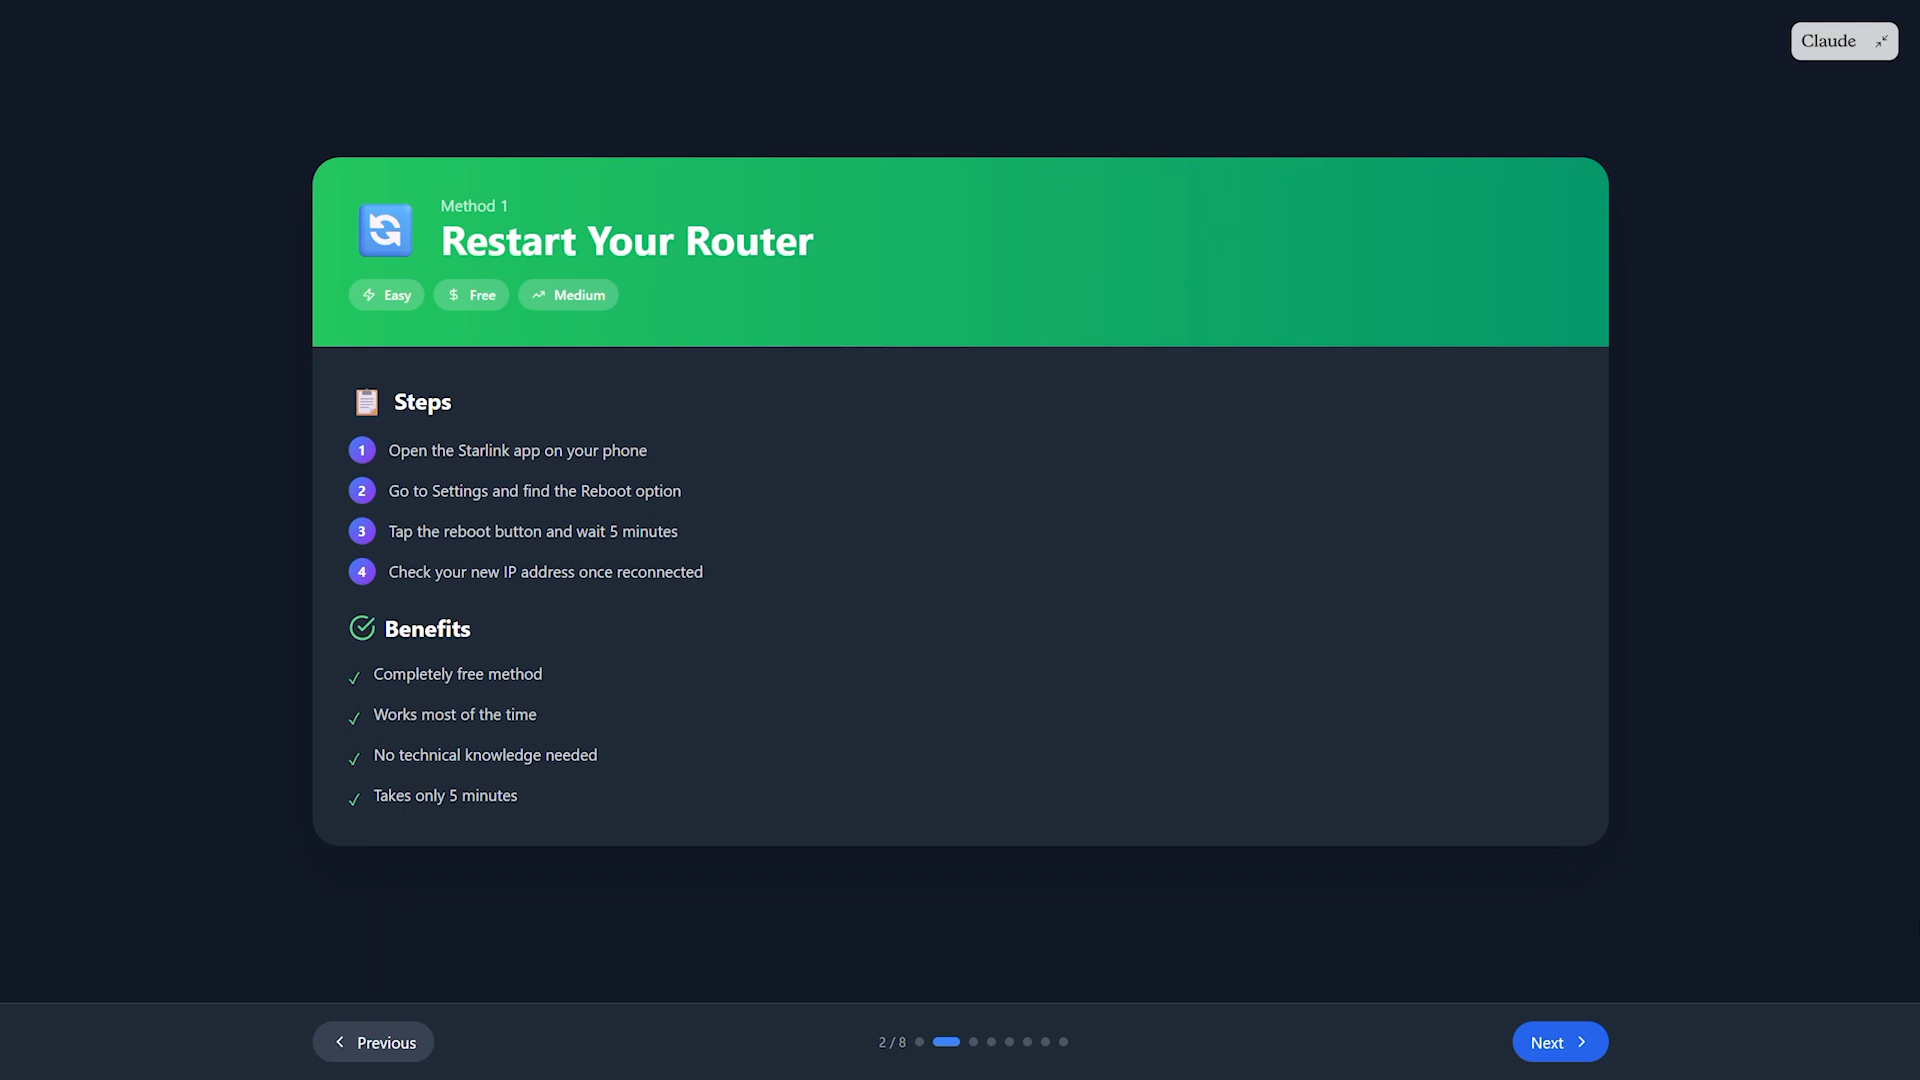 Claude
Method 1
Restart Your Router
Easy
Free
Medium
Steps
1 Open the Starlink app on your phone
2 Go to Settings and find the Reboot option
3 Tap the reboot button and wait 5 minutes
4 Check your new IP address once reconnected
Benefits
✓ Completely free method
✓ Works most of the time
✓ No technical knowledge needed
✓ Takes only 5 minutes
Previous
2 / 8
Next